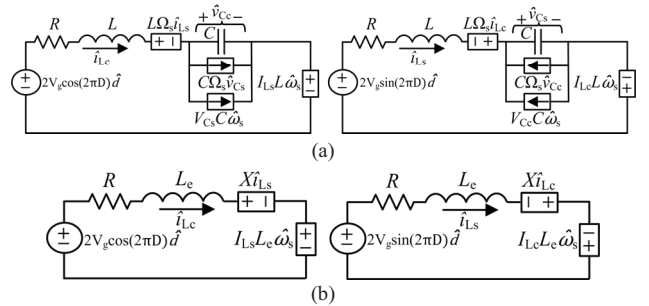 R L LΩₛîLs + v̂Cc − C
îLc
2Vgcos(2πD)d̂
CΩₛv̂Cs
VCsCω̂ₛ
ILsLω̂ₛ
R L LΩₛîLc + v̂Cs − C
îLs
2Vgsin(2πD)d̂
CΩₛv̂Cc
VCcCω̂ₛ
ILcLω̂ₛ
(a)
R Lₑ XîLs
îLc
2Vgcos(2πD)d̂
ILsLₑω̂ₛ
R Lₑ XîLc
îLs
2Vgsin(2πD)d̂
ILcLₑω̂ₛ
(b)